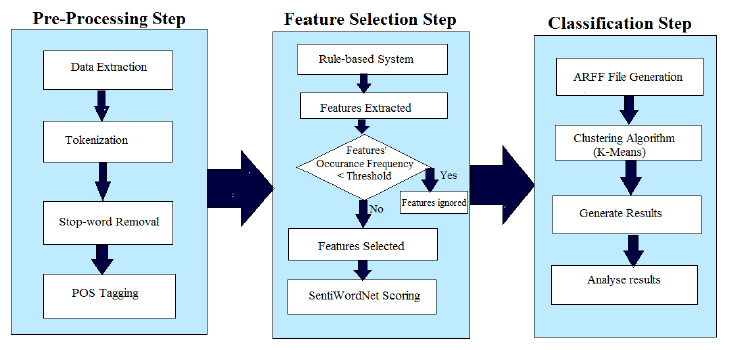 Pre-Processing Step
Data Extraction
Tokenization
Stop-word Removal
POS Tagging
Feature Selection Step
Rule-based System
Features Extracted
Features'
Occurance Frequency
< Threshold
Yes
Features ignored
No
Features Selected
SentiWordNet Scoring
Classification Step
ARFF File Generation
Clustering Algorithm
(K-Means)
Generate Results
Analyse results